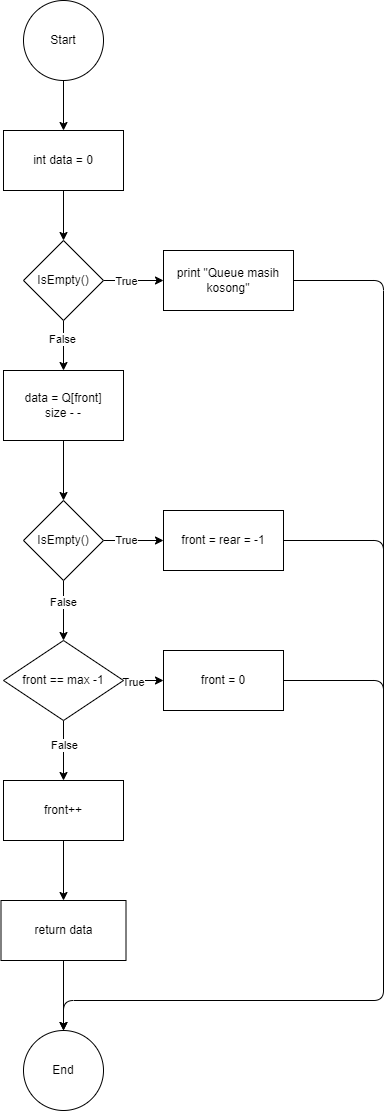 Start
int data = 0
IsEmpty()
True
print "Queue masih
kosong"
False
data = Q[front]
size - -
IsEmpty()
True
front = rear = -1
False
front == max -1
True
front = 0
False
front++
return data
End